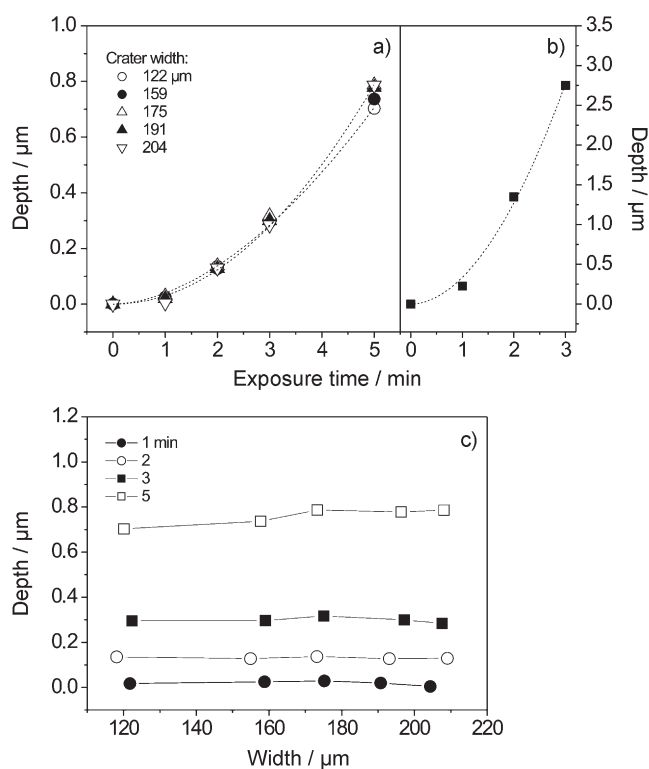 a)
b)
Crater width:
122 µm
159
175
191
204
1.0
0.8
0.6
0.4
0.2
0.0
Depth / µm
3.5
3.0
2.5
2.0
1.5
1.0
0.5
0.0
Depth / µm
0 1 2 3 4 5
0 1 2 3
Exposure time / min
c)
1 min
2
3
5
1.2
1.0
0.8
0.6
0.4
0.2
0.0
Depth / µm
120 140 160 180 200 220
Width / µm